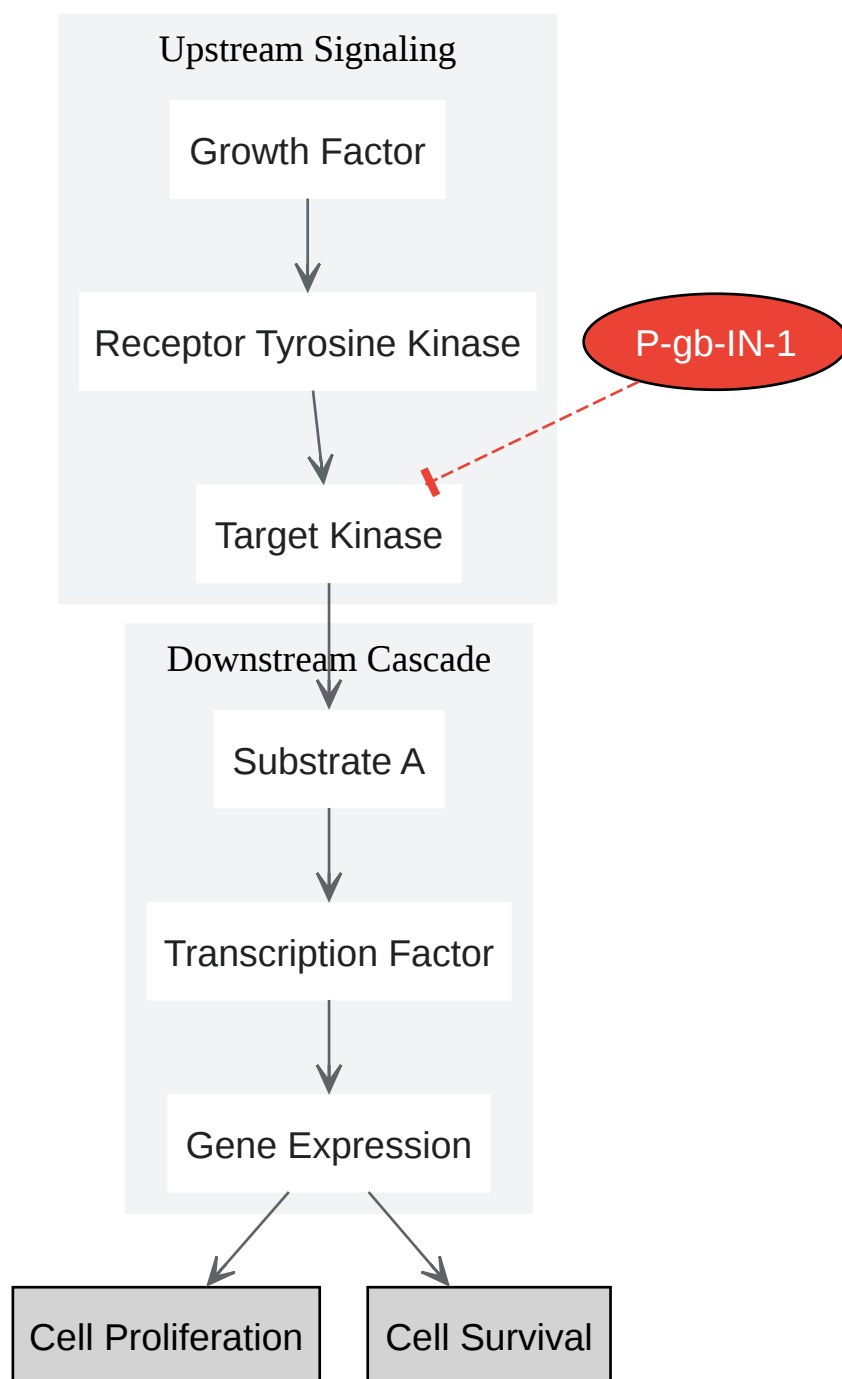 Upstream Signaling
Growth Factor
Receptor Tyrosine Kinase
P-gb-IN-1
Target Kinase
Downstream Cascade
Substrate A
Transcription Factor
Gene Expression
Cell Proliferation
Cell Survival